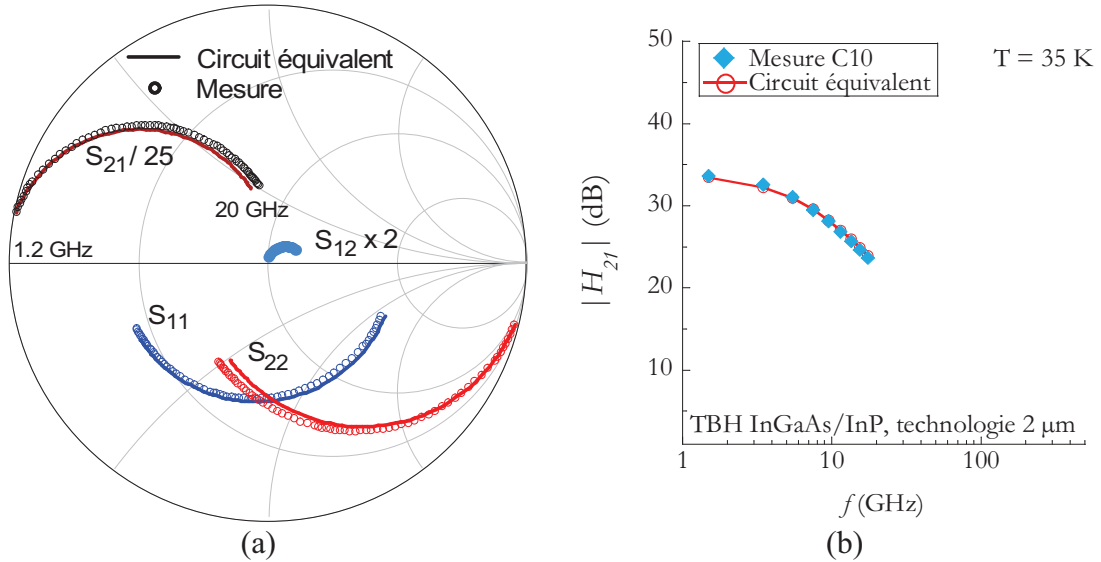 Circuit équivalent
Mesure
S21 / 25
20 GHz
S12 x 2
1.2 GHz
S11
S22
(a)
50
40
30
20
10
|H21| (dB)
Mesure C10
Circuit équivalent
T = 35 K
TBH InGaAs/InP, technologie 2 μm
1
10
100
f (GHz)
(b)